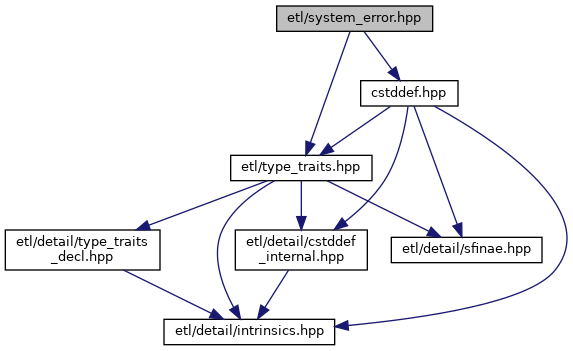 etl/system_error.hpp
cstddef.hpp
etl/type_traits.hpp
etl/detail/type_traits
_decl.hpp
etl/detail/cstddef
_internal.hpp
etl/detail/sfinae.hpp
etl/detail/intrinsics.hpp